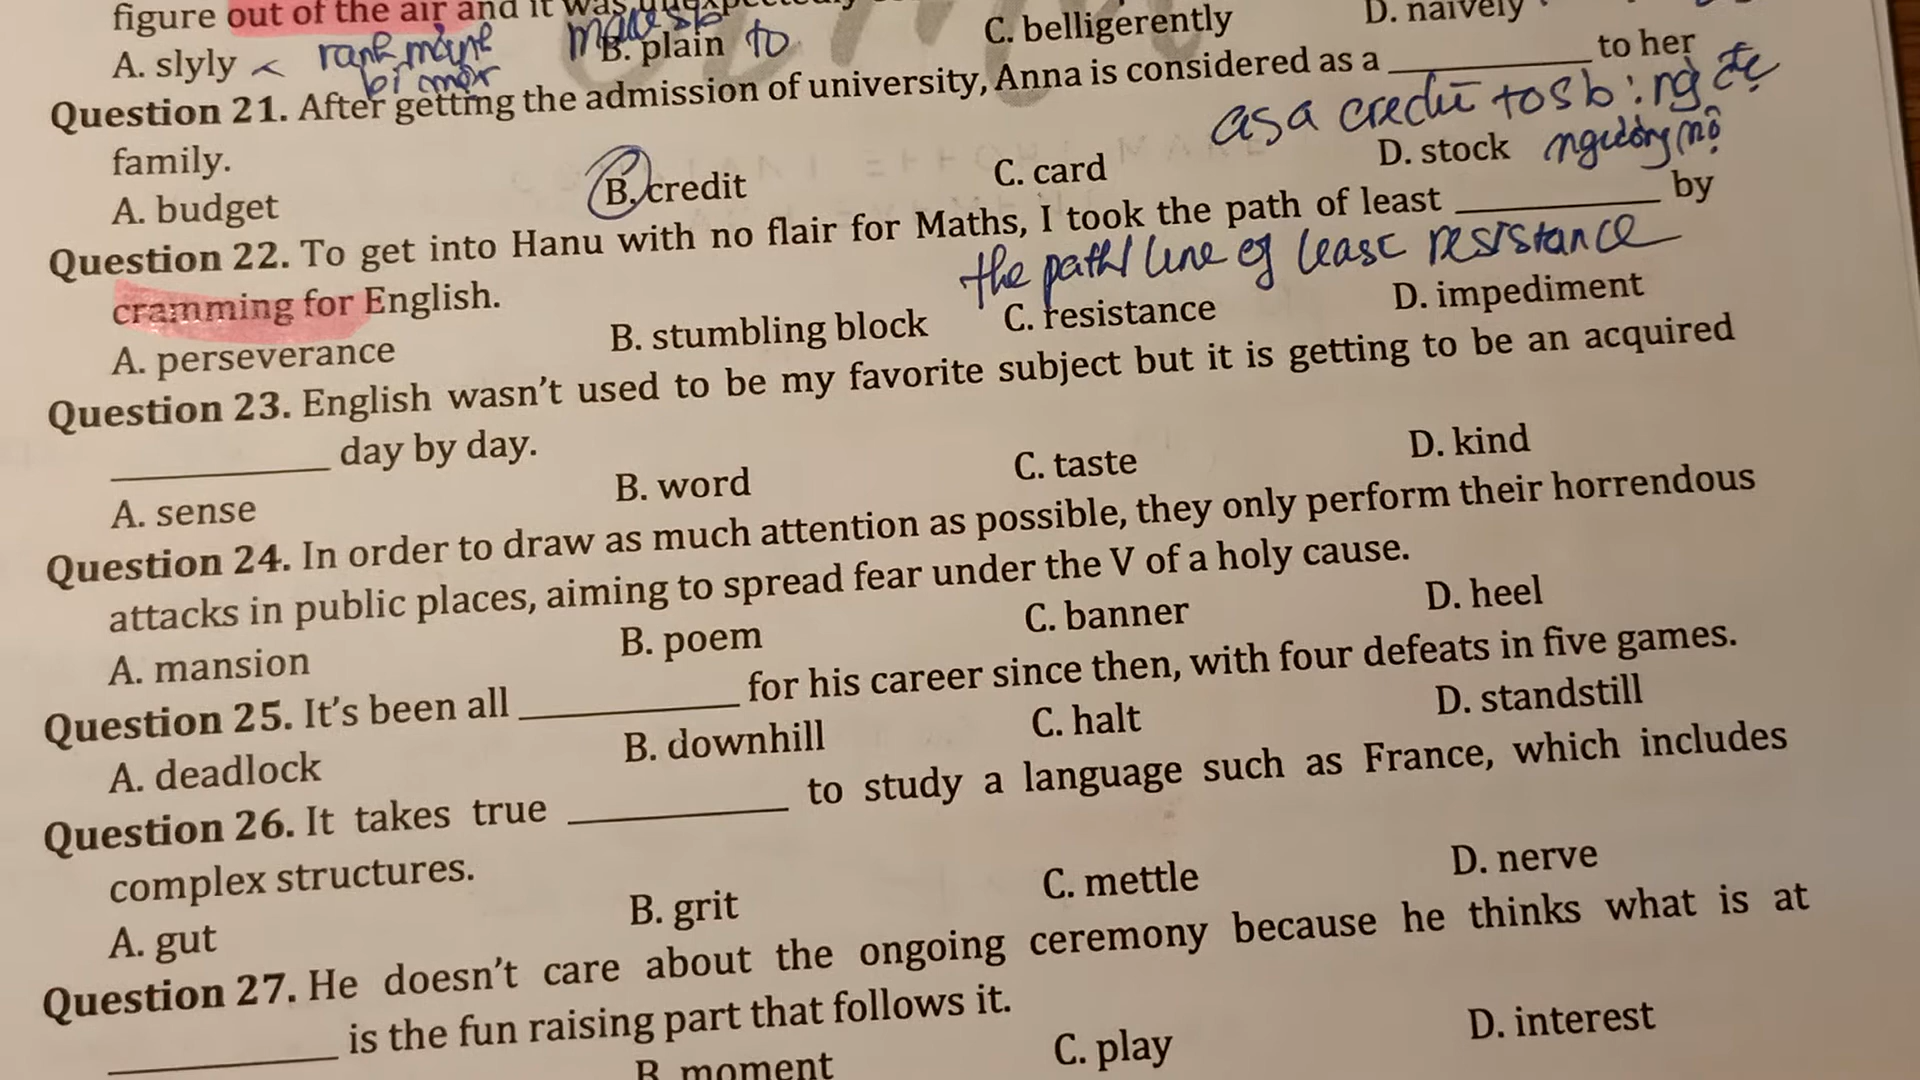 figure out of the air and it was unexpectedly
A. slyly B. plain to C. belligerently D. naively
Question 21. After getting the admission of university, Anna is considered as a __________ to her
as a credit to sb
family.
A. budget B. credit C. card D. stock
Question 22. To get into Hanu with no flair for Maths, I took the path of least __________ by
the path/line of least resistance
cramming for English.
A. perseverance B. stumbling block C. resistance D. impediment
Question 23. English wasn't used to be my favorite subject but it is getting to be an acquired
__________ day by day.
A. sense B. word C. taste D. kind
Question 24. In order to draw as much attention as possible, they only perform their horrendous
attacks in public places, aiming to spread fear under the V of a holy cause.
A. mansion B. poem C. banner D. heel
Question 25. It's been all __________ for his career since then, with four defeats in five games.
A. deadlock B. downhill C. halt D. standstill
Question 26. It takes true __________ to study a language such as France, which includes
complex structures.
A. gut B. grit C. mettle D. nerve
Question 27. He doesn't care about the ongoing ceremony because he thinks what is at
__________ is the fun raising part that follows it.
B. moment C. play D. interest